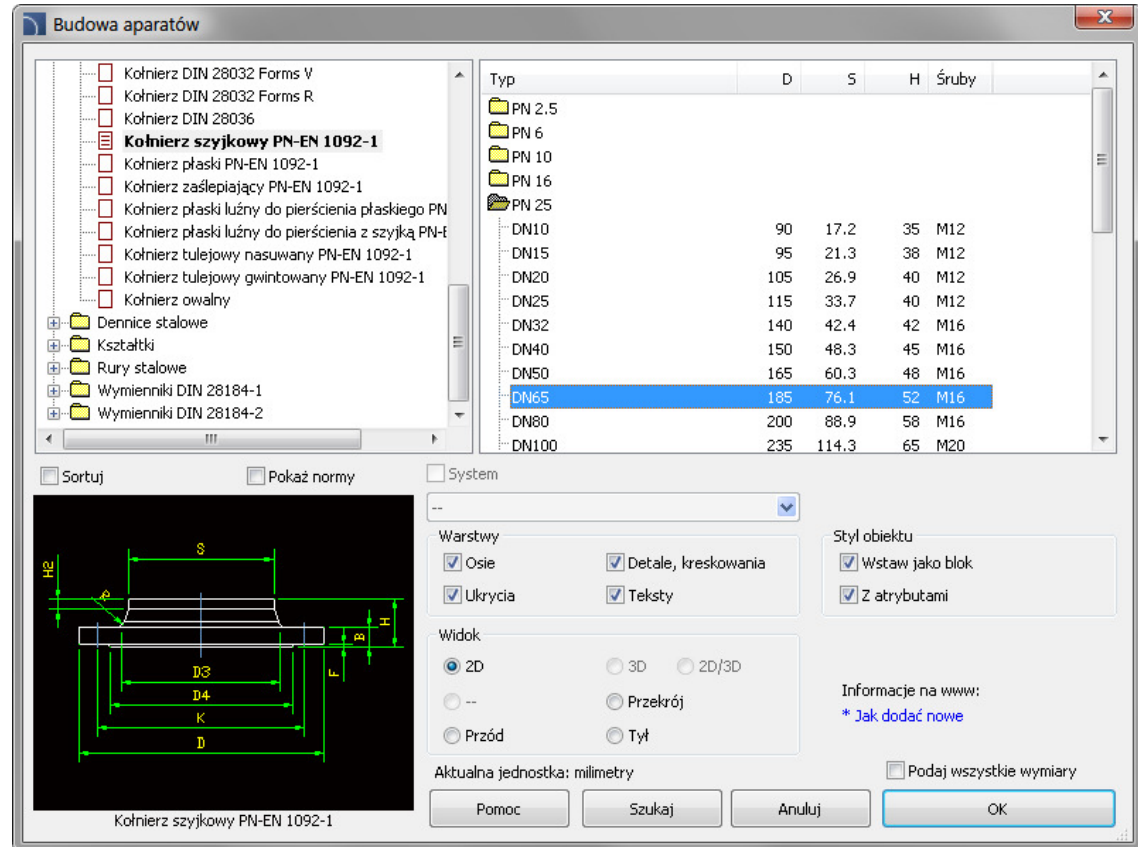 Budowa aparatów
Kołnierz DIN 28032 Forms V
Kołnierz DIN 28032 Forms R
Kołnierz DIN 28036
Kołnierz szyjkowy PN-EN 1092-1
Kołnierz płaski PN-EN 1092-1
Kołnierz zaślepiający PN-EN 1092-1
Kołnierz płaski luźny do pierścienia płaskiego PN
Kołnierz płaski luźny do pierścienia z szyjką PN-E
Kołnierz tulejowy nasuwany PN-EN 1092-1
Kołnierz tulejowy gwintowany PN-EN 1092-1
Kołnierz owalny
Dennice stalowe
Kształtki
Rury stalowe
Wymienniki DIN 28184-1
Wymienniki DIN 28184-2
Typ D S H Śruby
PN 2.5
PN 6
PN 10
PN 16
PN 25
DN10 90 17.2 35 M12
DN15 95 21.3 38 M12
DN20 105 26.9 40 M12
DN25 115 33.7 40 M12
DN32 140 42.4 42 M16
DN40 150 48.3 45 M16
DN50 165 60.3 48 M16
DN65 185 76.1 52 M16
DN80 200 88.9 58 M16
DN100 235 114.3 65 M20
Sortuj Pokaż normy
S
H2
R
H
B
F
D3
D4
K
D
Kołnierz szyjkowy PN-EN 1092-1
System
--
Warstwy
Osie Detale, kreskowania
Ukrycia Teksty
Styl obiektu
Wstaw jako blok
Z atrybutami
Widok
2D 3D 2D/3D
-- Przekrój
Przód Tył
Informacje na www:
* Jak dodać nowe
Aktualna jednostka: milimetry
Podaj wszystkie wymiary
Pomoc Szukaj Anuluj OK